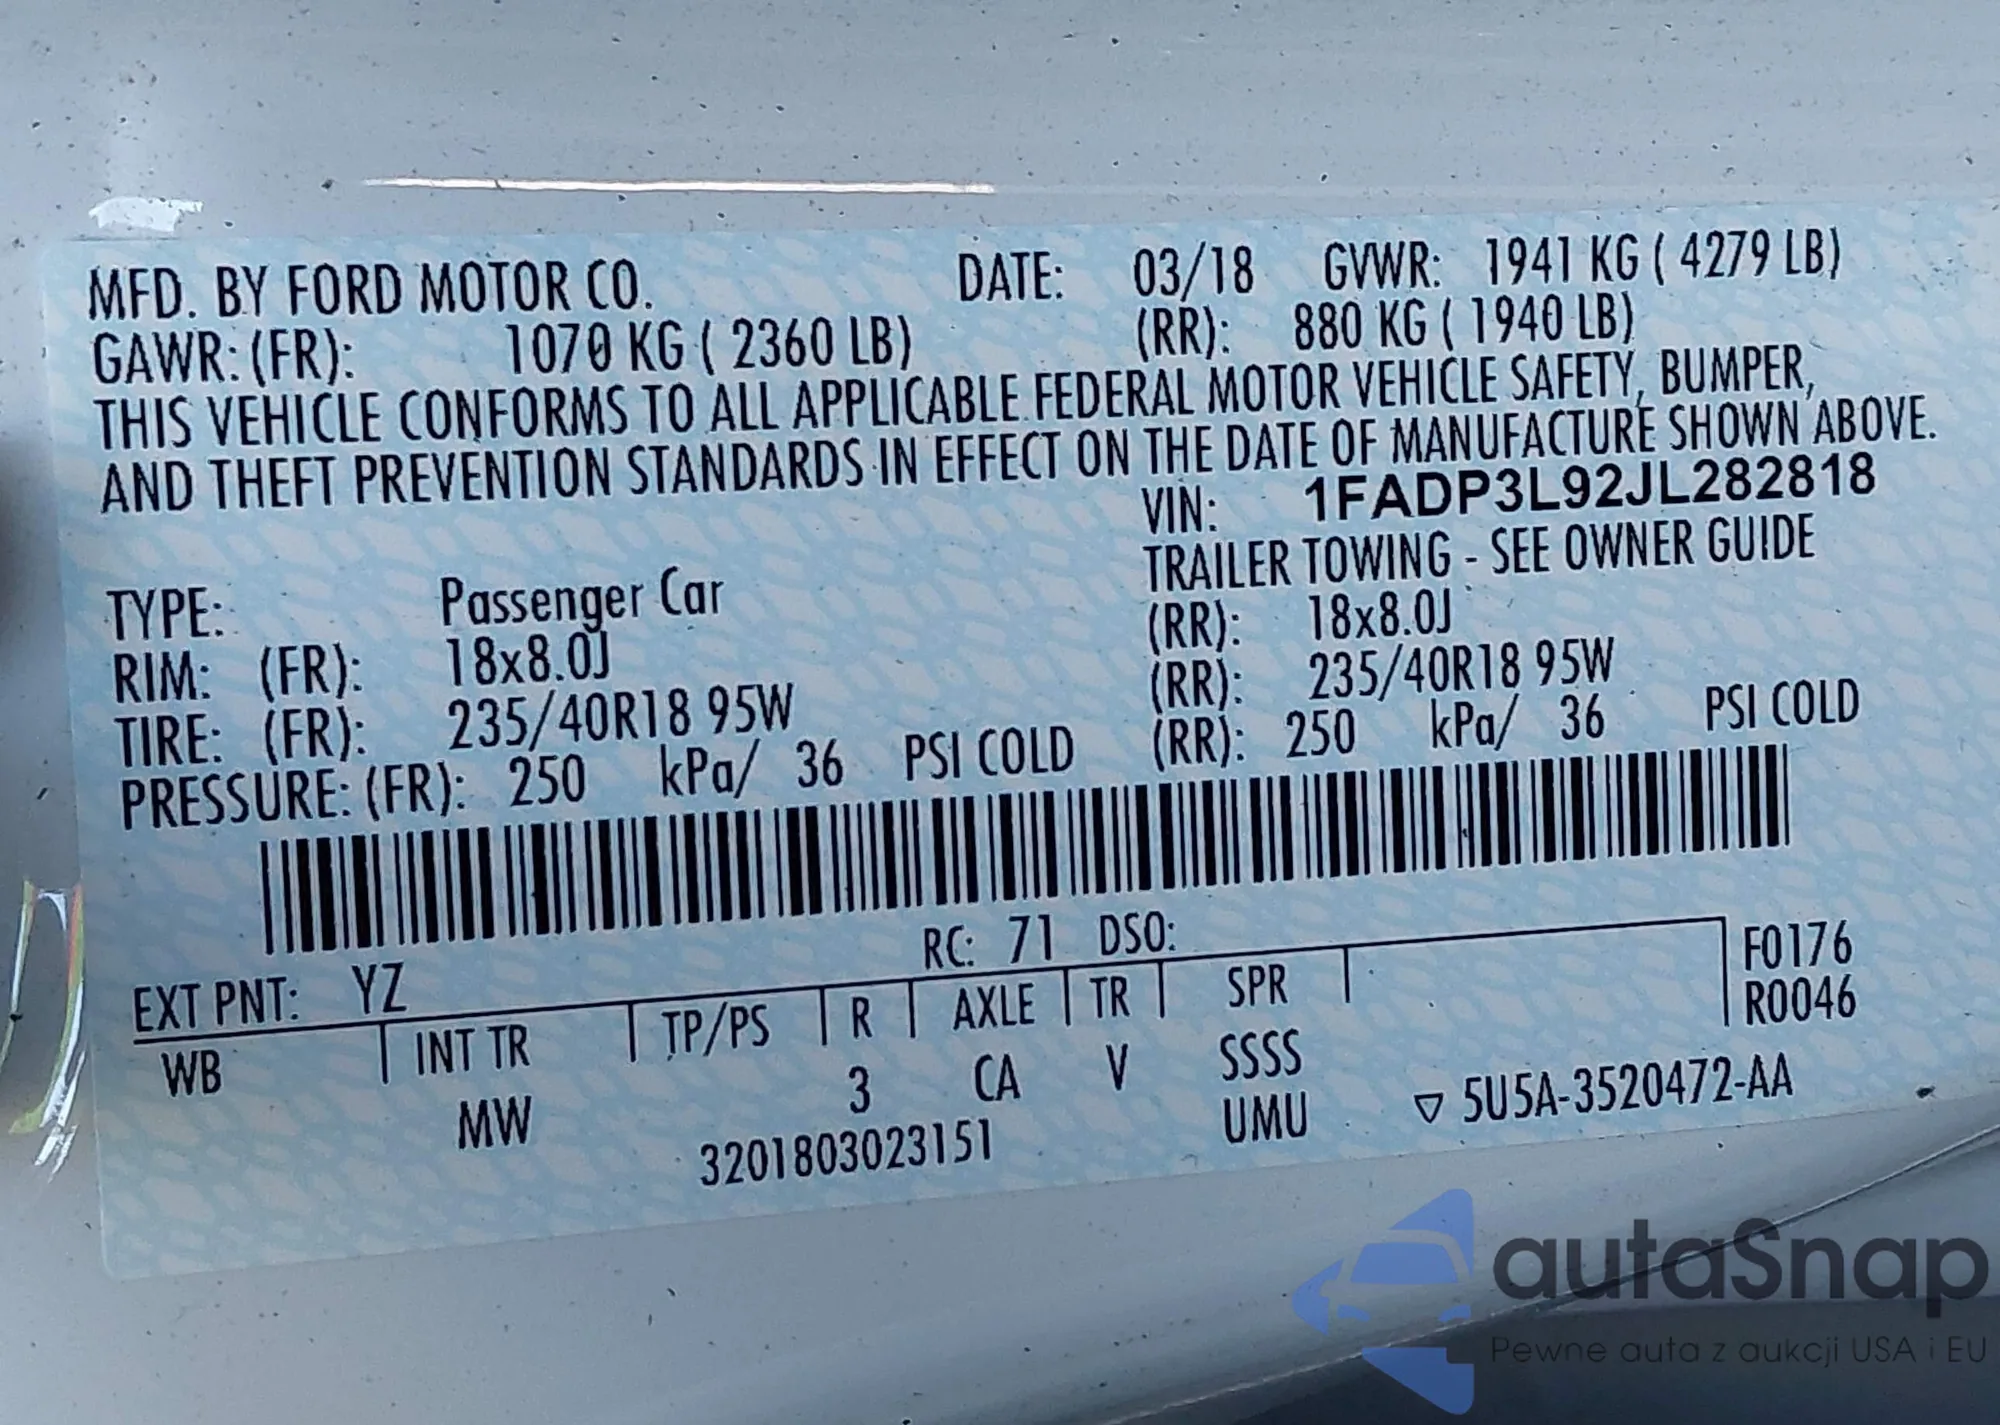 MFD. BY FORD MOTOR CO. DATE: 03/18 GVWR: 1941 KG ( 4279 LB)
GAWR: (FR): 1070 KG ( 2360 LB) (RR): 880 KG ( 1940 LB)
THIS VEHICLE CONFORMS TO ALL APPLICABLE FEDERAL MOTOR VEHICLE SAFETY, BUMPER,
AND THEFT PREVENTION STANDARDS IN EFFECT ON THE DATE OF MANUFACTURE SHOWN ABOVE.
VIN: 1FADP3L92JL282818
TRAILER TOWING - SEE OWNER GUIDE
TYPE: Passenger Car
RIM: (FR): 18x8.0J (RR): 18x8.0J
TIRE: (FR): 235/40R18 95W (RR): 235/40R18 95W
PRESSURE: (FR): 250 kPa/ 36 PSI COLD (RR): 250 kPa/ 36 PSI COLD
EXT PNT: YZ RC: 71 DSO: F0176
WB INT TR TP/PS R AXLE TR SPR R0046
MW 3 CA V SSSS
3201803023151 UMU ▽ 5U5A-3520472-AA
autaSnap
Pewne auta z aukcji USA i EU